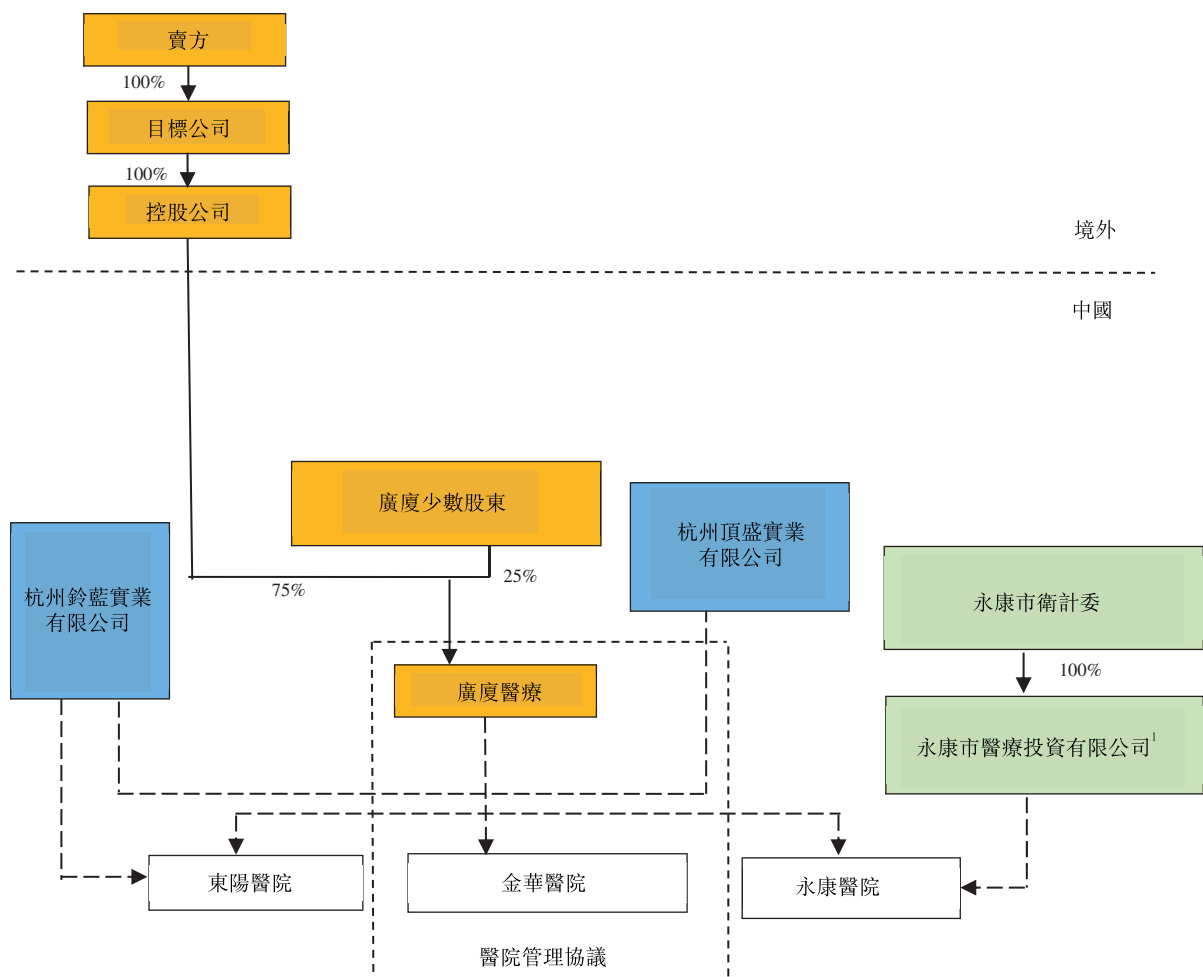 賣方
100%
目標公司
100%
控股公司
境外
中國
廣廈少數股東
杭州頂盛實業
有限公司
杭州鈴藍實業
有限公司
75%
25%
永康市衛計委
100%
廣廈醫療
永康市醫療投資有限公司1
東陽醫院
金華醫院
永康醫院
醫院管理協議